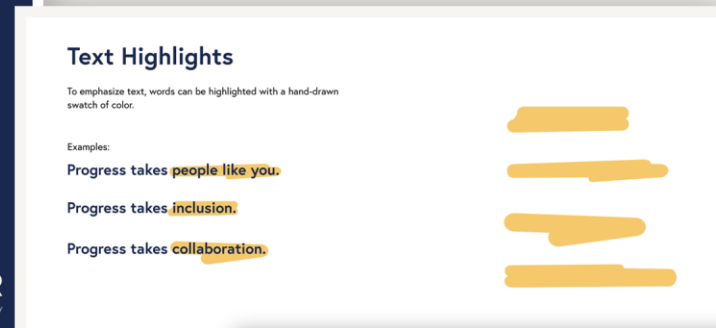 Text Highlights
To emphasize text, words can be highlighted with a hand-drawn
swatch of color.
Examples:
Progress takes people like you.
Progress takes inclusion.
Progress takes collaboration.